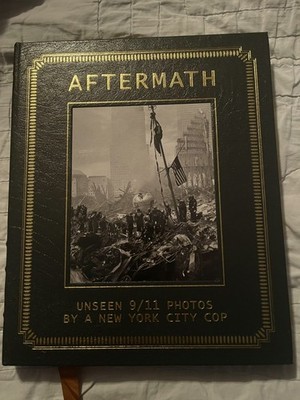 AFTERMATH
UNSEEN 9/11 PHOTOS
BY A NEW YORK CITY COP